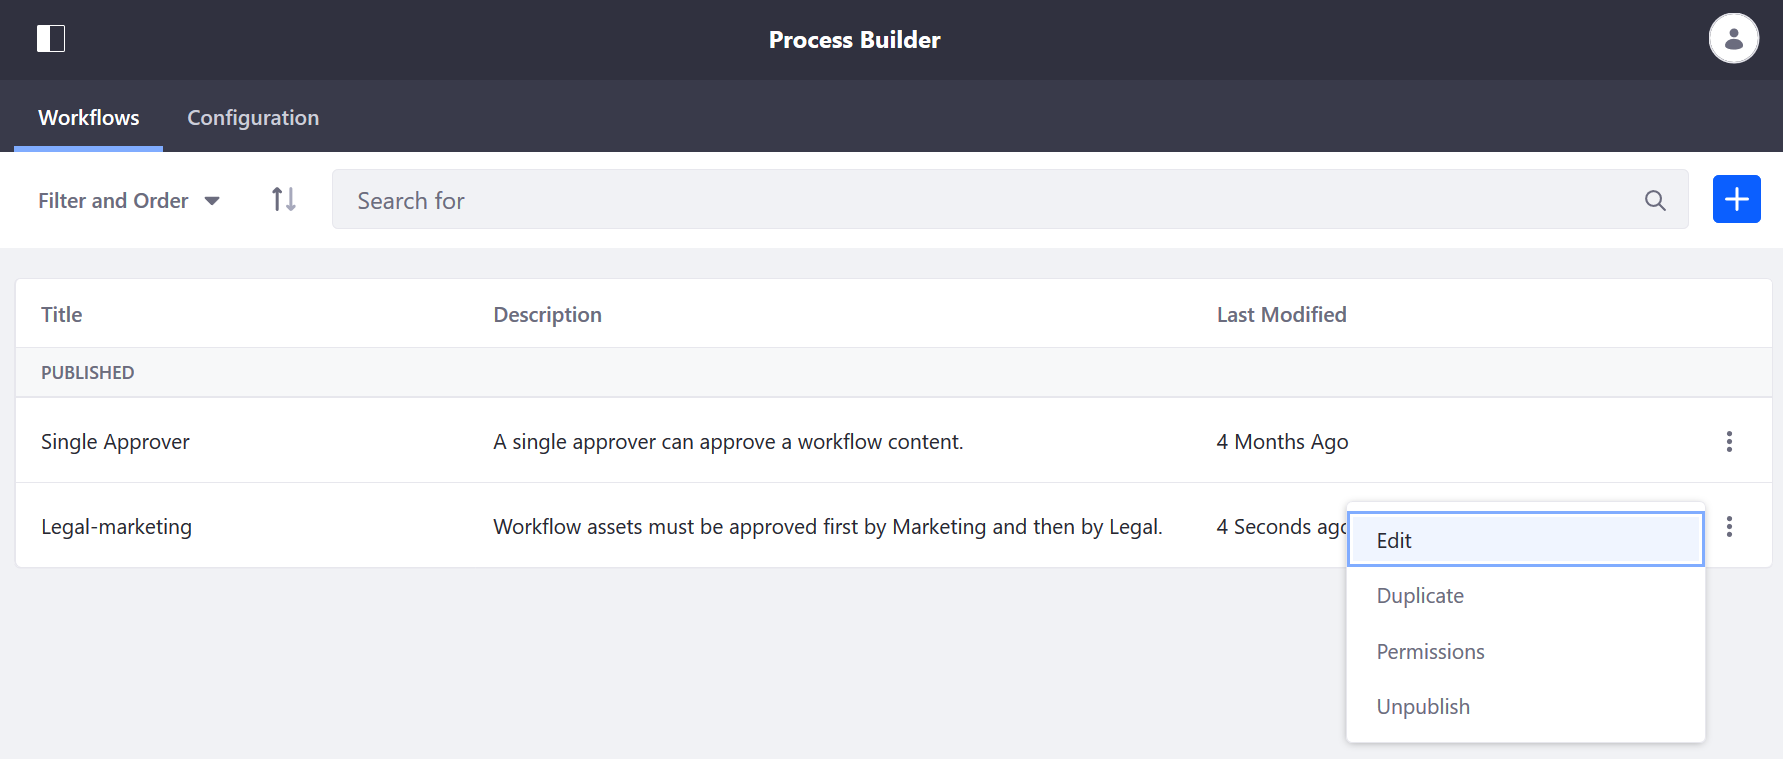 Process Builder
Workflows Configuration
Filter and Order Search for
Title Description Last Modified
PUBLISHED
Single Approver A single approver can approve a workflow content. 4 Months Ago
Legal-marketing Workflow assets must be approved first by Marketing and then by Legal. 4 Seconds ago
Edit
Duplicate
Permissions
Unpublish